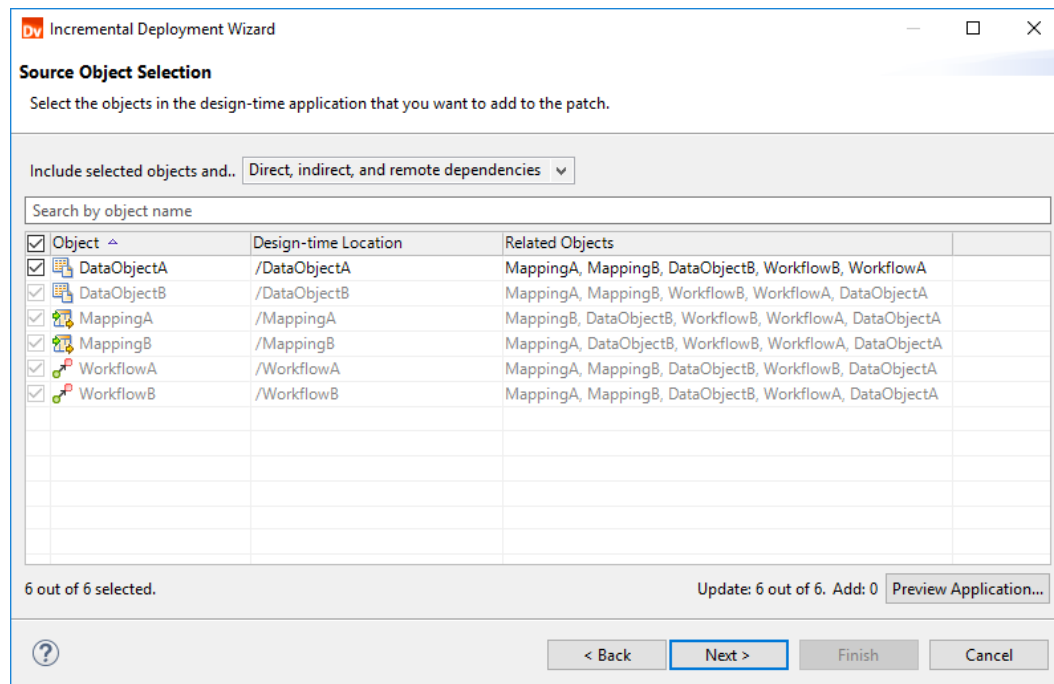 Dv Incremental Deployment Wizard
Source Object Selection
Select the objects in the design-time application that you want to add to the patch.
Include selected objects and.. Direct, indirect, and remote dependencies
Search by object name
Object Design-time Location Related Objects
DataObjectA /DataObjectA MappingA, MappingB, DataObjectB, WorkflowB, WorkflowA
DataObjectB /DataObjectB MappingA, MappingB, WorkflowB, WorkflowA, DataObjectA
MappingA /MappingA MappingB, DataObjectB, WorkflowB, WorkflowA, DataObjectA
MappingB /MappingB MappingA, DataObjectB, WorkflowB, WorkflowA, DataObjectA
WorkflowA /WorkflowA MappingA, MappingB, DataObjectB, WorkflowB, DataObjectA
WorkflowB /WorkflowB MappingA, MappingB, DataObjectB, WorkflowA, DataObjectA
6 out of 6 selected. Update: 6 out of 6. Add: 0 Preview Application...
? < Back Next > Finish Cancel